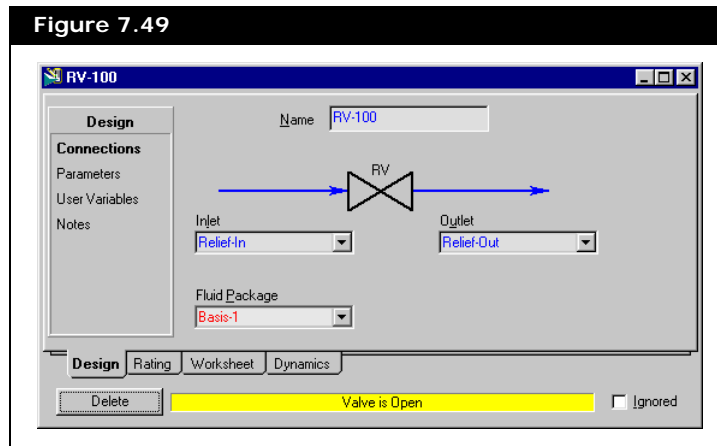 Figure 7.49
RV-100
Design
Connections
Parameters
User Variables
Notes
Name RV-100
RV
Inlet
Relief-In
Outlet
Relief-Out
Fluid Package
Basis-1
Design Rating Worksheet Dynamics
Delete Valve is Open Ignored